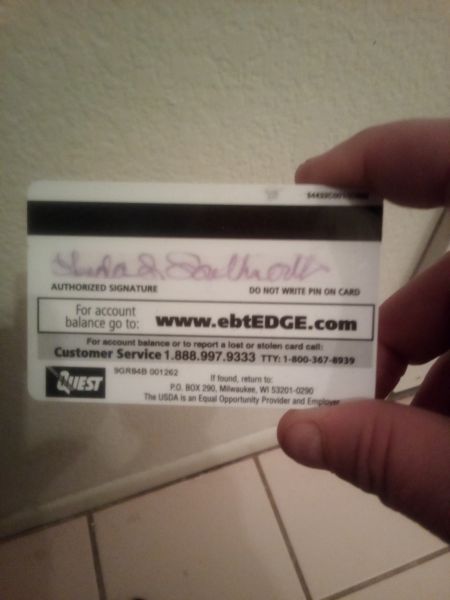 AUTHORIZED SIGNATURE
DO NOT WRITE PIN ON CARD
For account
balance go to:
www.ebtEDGE.com
For account balance or to report a lost or stolen card call:
Customer Service 1.888.997.9333 TTY: 1-800-367-8939
QUEST
9GR94B 001262
If found, return to:
P.O. BOX 290, Milwaukee, WI 53201-0290
The USDA is an Equal Opportunity Provider and Employer